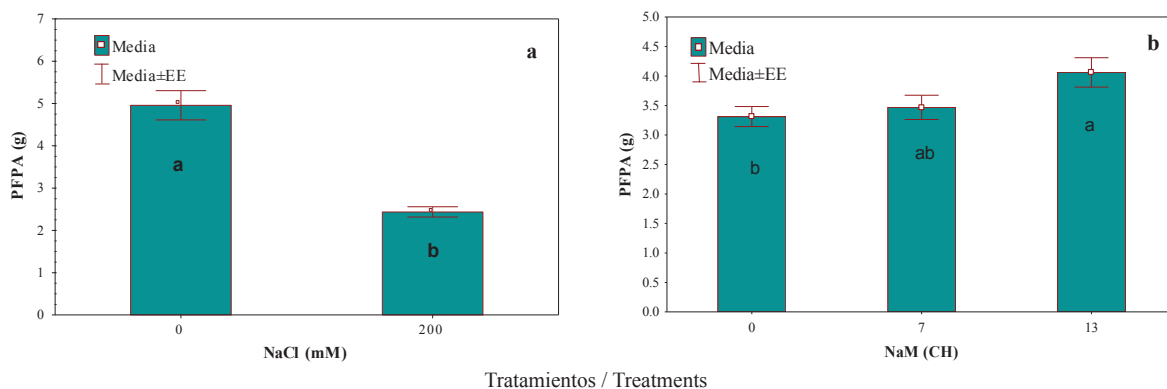 a
Media
Media±EE
PFPA (g)
7
6
5
4
3
2
1
0
a
b
0
200
NaCl (mM)
b
Media
Media±EE
PFPA (g)
5.0
4.5
4.0
3.5
3.0
2.5
2.0
1.5
1.0
0.5
0.0
b
ab
a
0
7
13
NaM (CH)
Tratamientos / Treatments